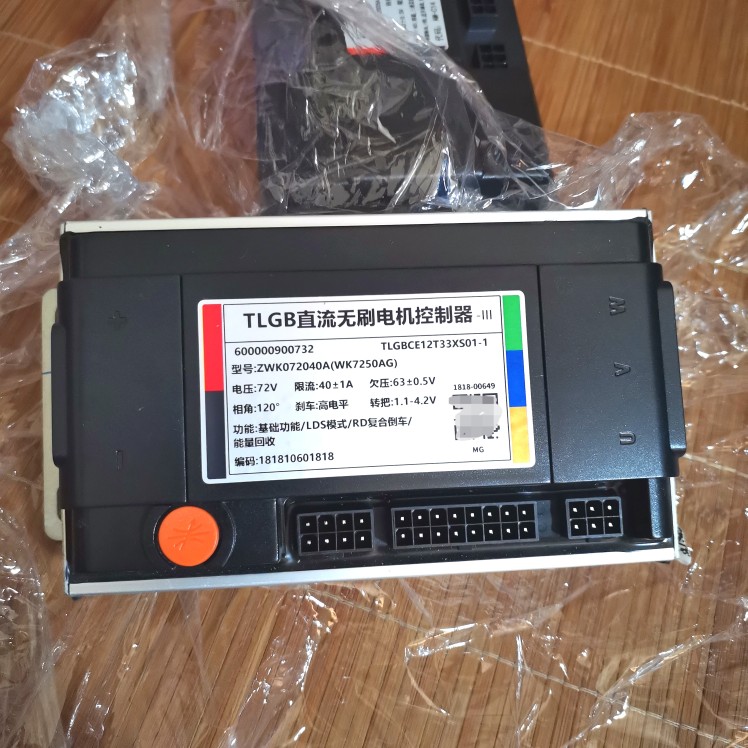 TLGB直流无刷电机控制器-III
600000900732 TLGBCE12T33XS01-1
型号:ZWK072040A(WK7250AG)
电压:72V 限流:40±1A 欠压:63±0.5V
相角:120° 刹车:高电平 转把:1.1-4.2V
功能:基础功能/LDS模式/RD复合倒车/
能量回收
编码:181810601818
1818-00649
MG
+
-
W
A
U